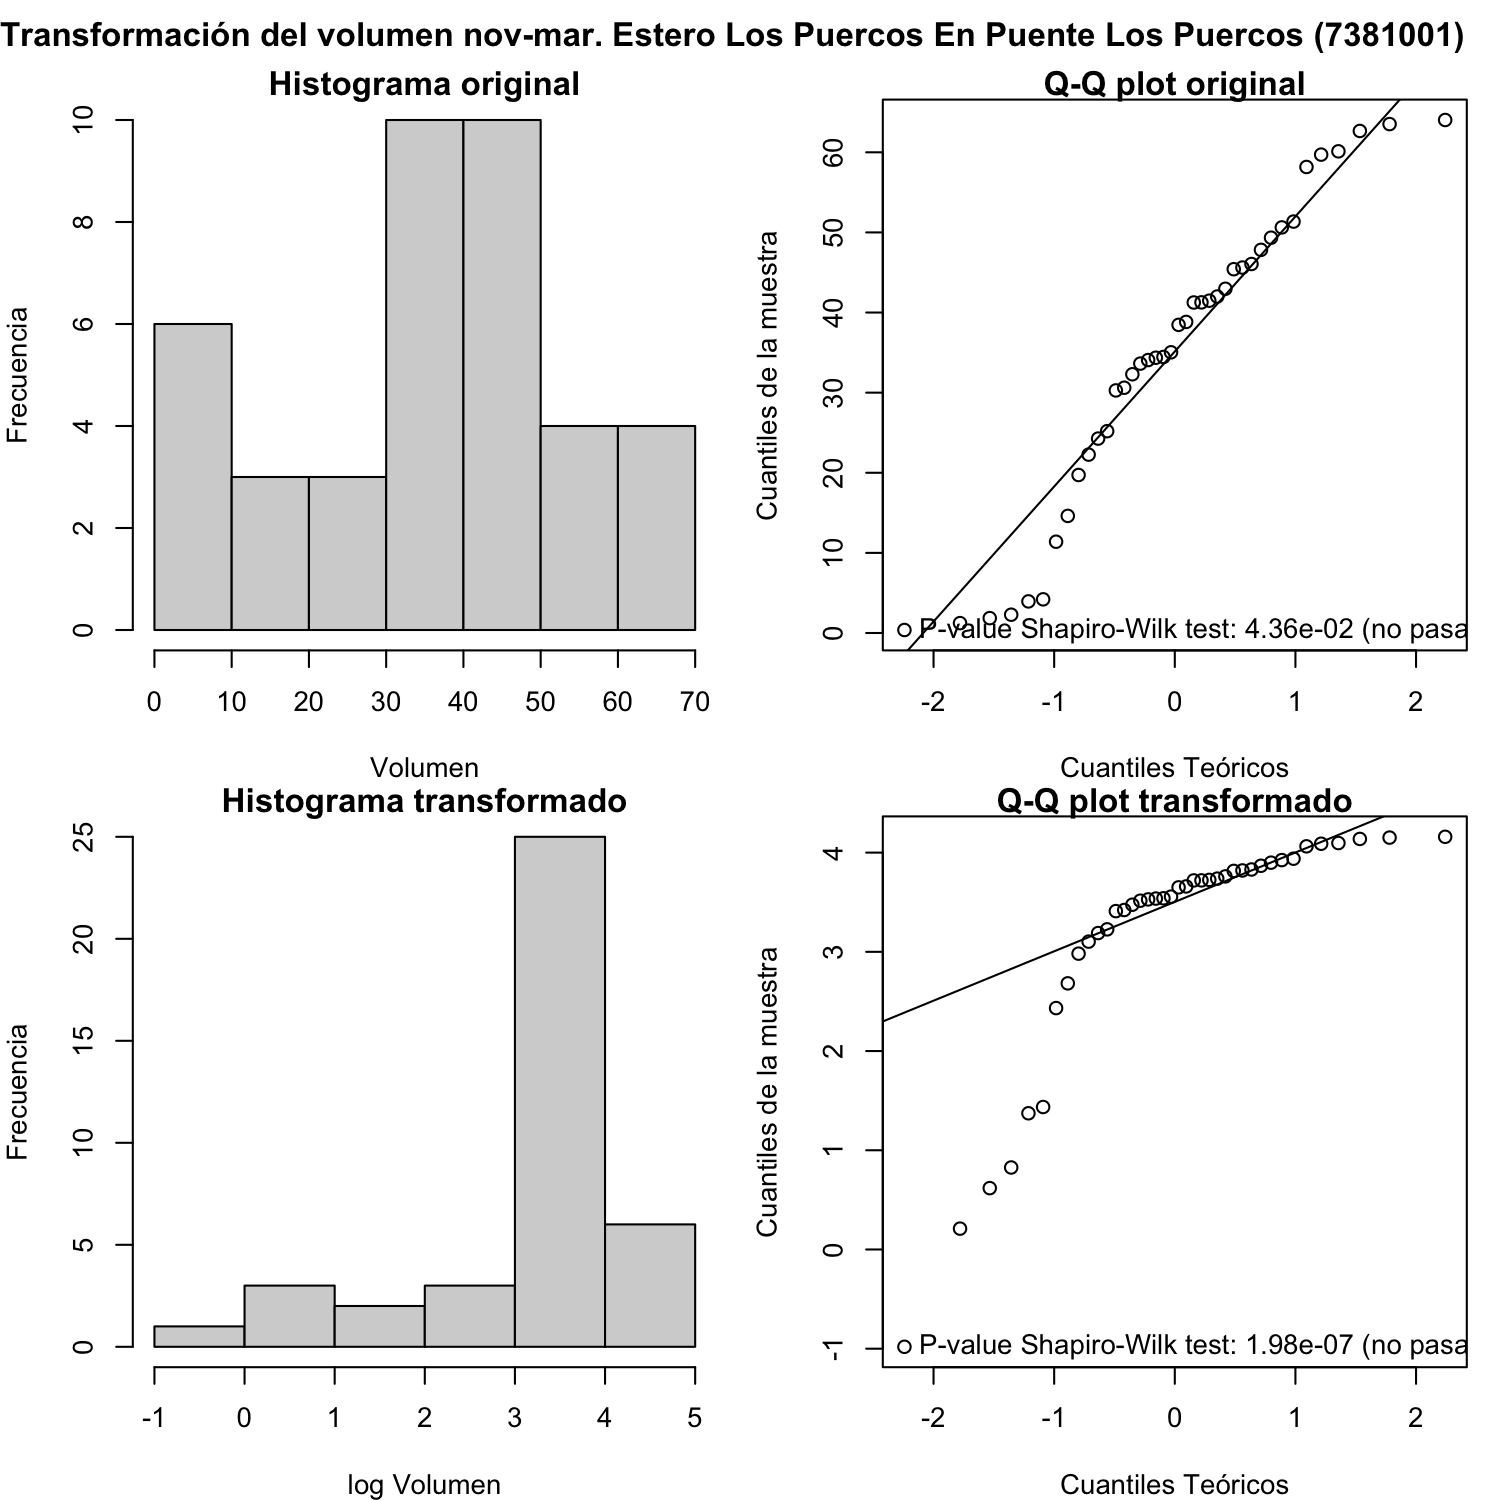 Transformación del volumen nov-mar. Estero Los Puercos En Puente Los Puercos (7381001)
Histograma original
Frecuencia
10
8
6
4
2
0
0 10 20 30 40 50 60 70
Volumen
Q-Q plot original
Cuantiles de la muestra
60
50
40
30
20
10
0
P-value Shapiro-Wilk test: 4.36e-02 (no pasa
-2 -1 0 1 2
Cuantiles Teóricos
Histograma transformado
Frecuencia
25
20
15
10
5
0
-1 0 1 2 3 4 5
log Volumen
Q-Q plot transformado
Cuantiles de la muestra
4
3
2
1
0
-1
P-value Shapiro-Wilk test: 1.98e-07 (no pasa
-2 -1 0 1 2
Cuantiles Teóricos